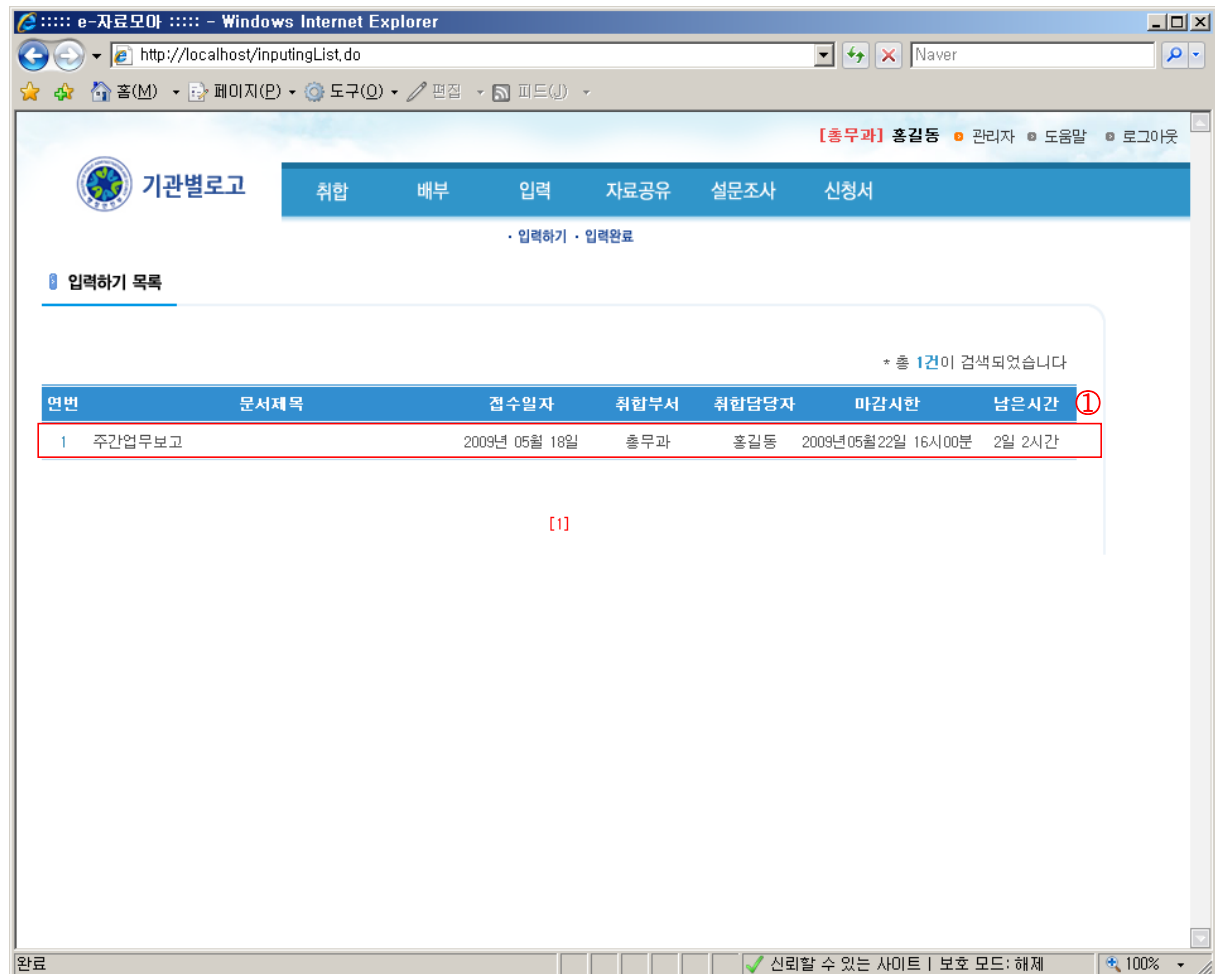 ::::: e-자료모아 ::::: - Windows Internet Explorer
http://localhost/inputingList.do Naver
홈(M) 페이지(P) 도구(O) 편집 피드(J)
[총무과] 홍길동 관리자 도움말 로그아웃
기관별로고 취합 배부 입력 자료공유 설문조사 신청서
· 입력하기 · 입력완료
입력하기 목록
* 총 1건이 검색되었습니다
연번 문서제목 접수일자 취합부서 취합담당자 마감시한 남은시간 ①
1 주간업무보고 2009년 05월 18일 총무과 홍길동 2009년05월22일 16시00분 2일 2시간
[1]
완료 신뢰할 수 있는 사이트 | 보호 모드: 해제 100%